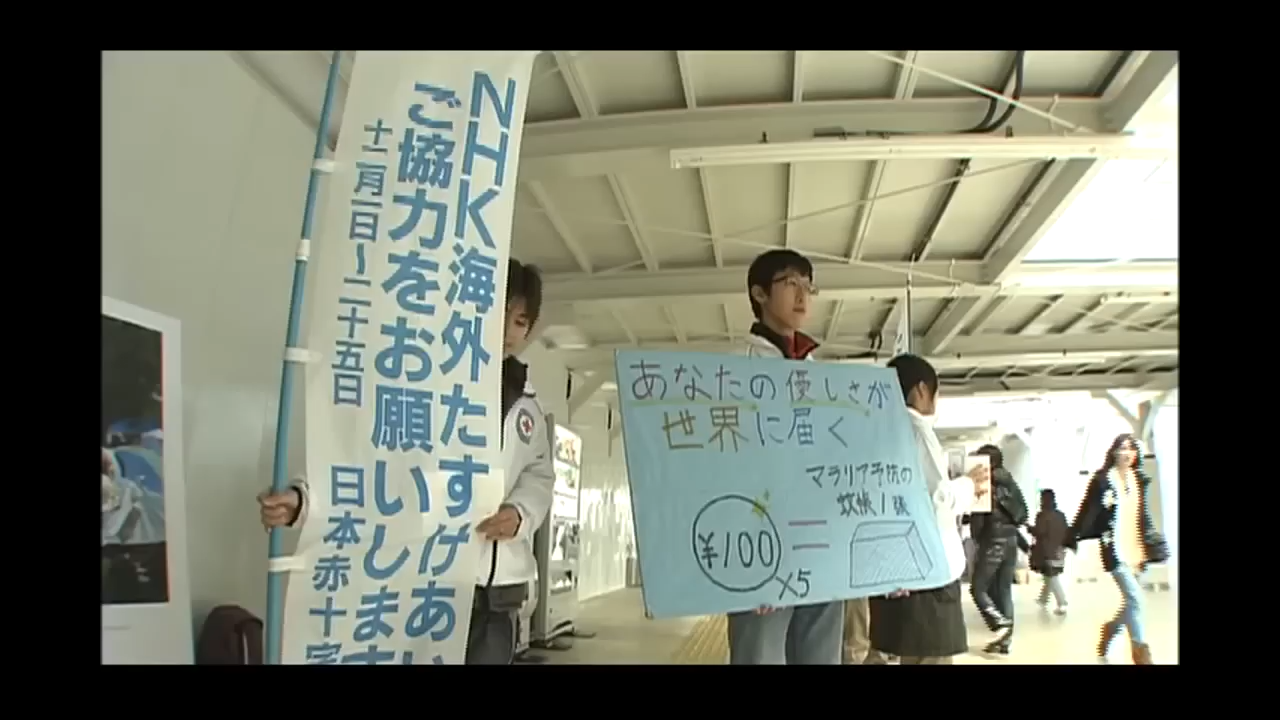 NHK海外たすけあい
ご協力をお願いします
十二月一日〜二十五日
日本赤十字
あなたの優しさが
世界に届く
マラリア予防の
蚊帳1張
¥100
×5
=